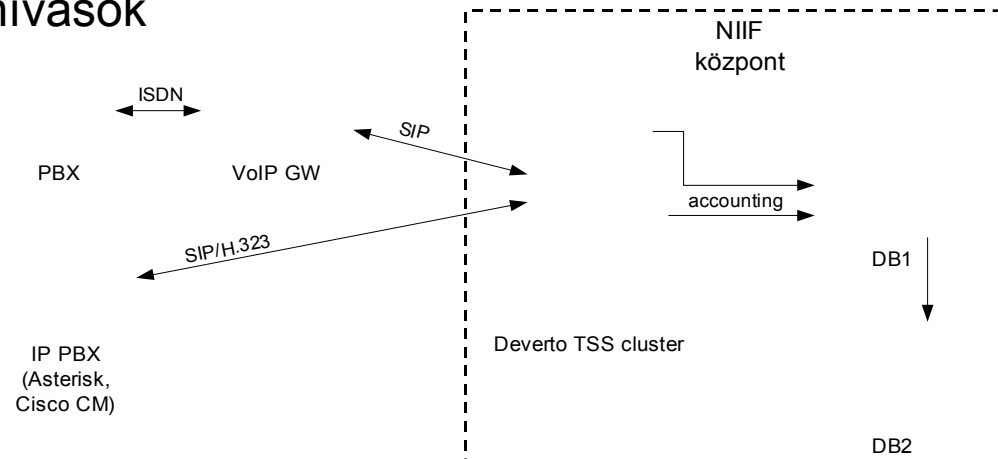 hívások
NIIF
központ
ISDN
SIP
PBX
VoIP GW
accounting
SIP/H.323
DB1
Deverto TSS cluster
IP PBX
(Asterisk,
Cisco CM)
DB2